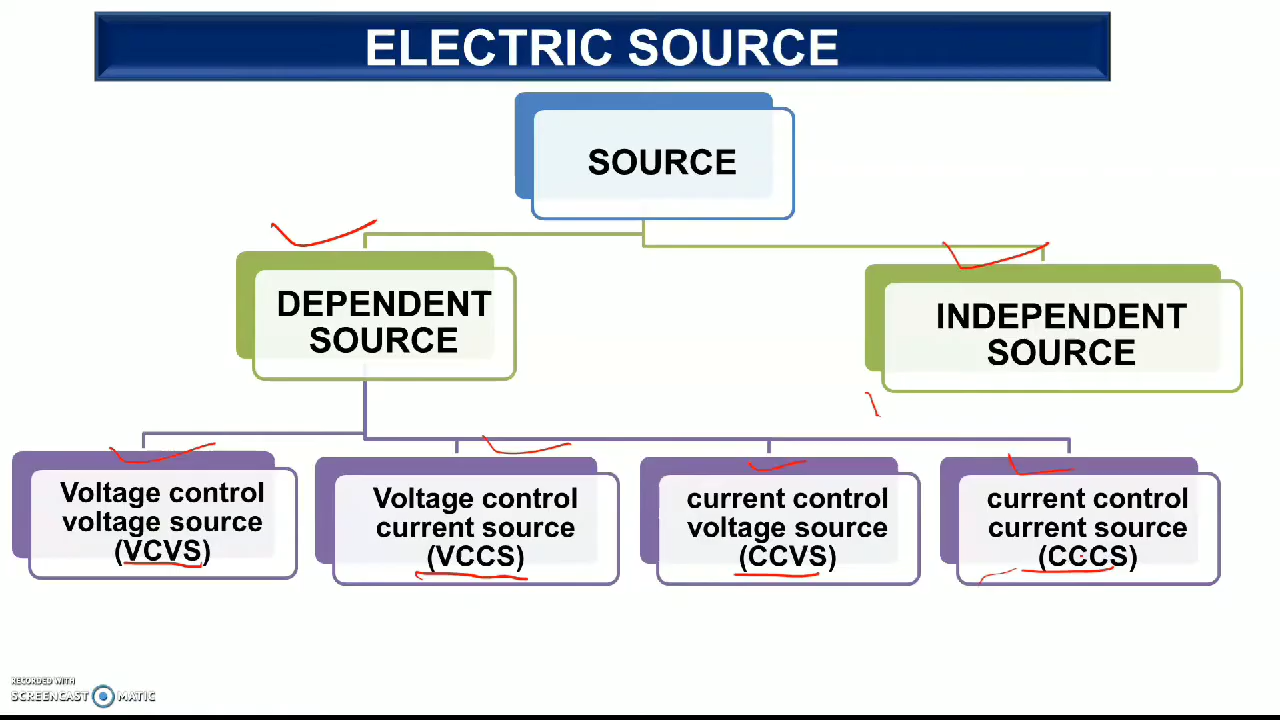 ELECTRIC SOURCE
SOURCE
DEPENDENT
SOURCE
INDEPENDENT
SOURCE
Voltage control
voltage source
(VCVS)
Voltage control
current source
(VCCS)
current control
voltage source
(CCVS)
current control
current source
(CCCS)
RECORDED WITH
SCREENCAST MATIC